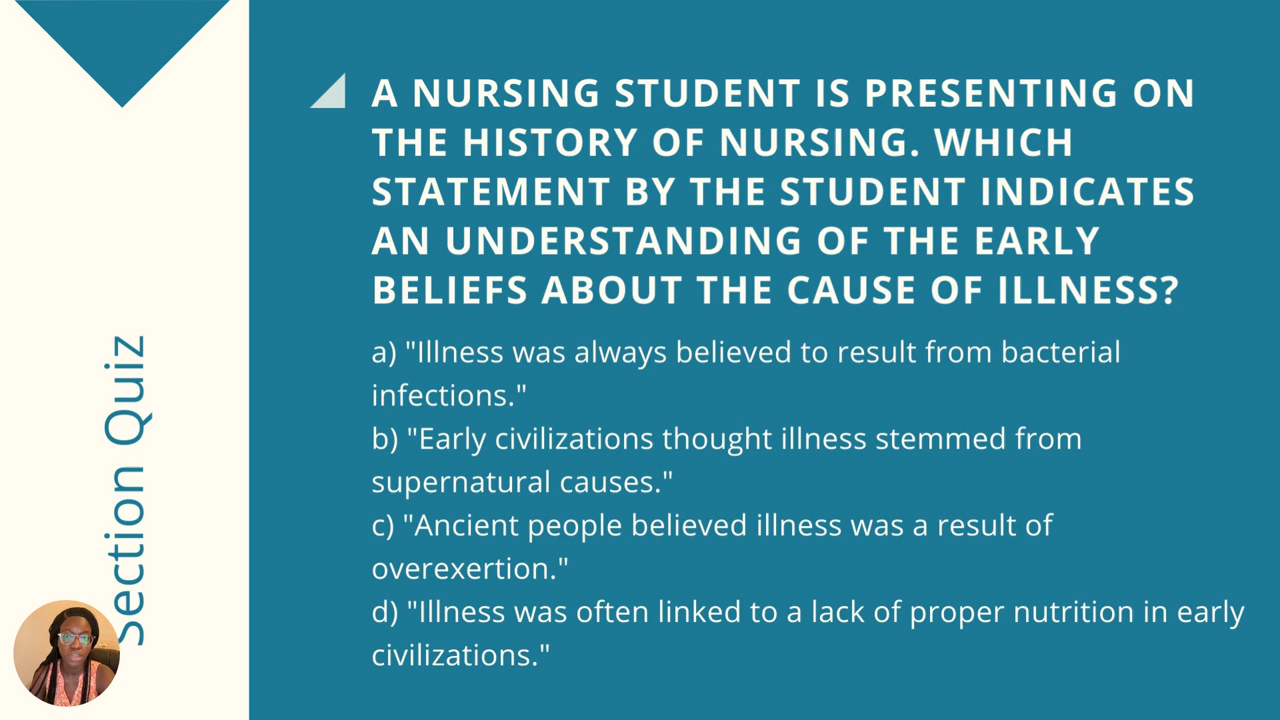 A NURSING STUDENT IS PRESENTING ON
THE HISTORY OF NURSING. WHICH
STATEMENT BY THE STUDENT INDICATES
AN UNDERSTANDING OF THE EARLY
BELIEFS ABOUT THE CAUSE OF ILLNESS?
a) "Illness was always believed to result from bacterial
infections."
b) "Early civilizations thought illness stemmed from
supernatural causes."
c) "Ancient people believed illness was a result of
overexertion."
d) "Illness was often linked to a lack of proper nutrition in early
civilizations."
Section Quiz